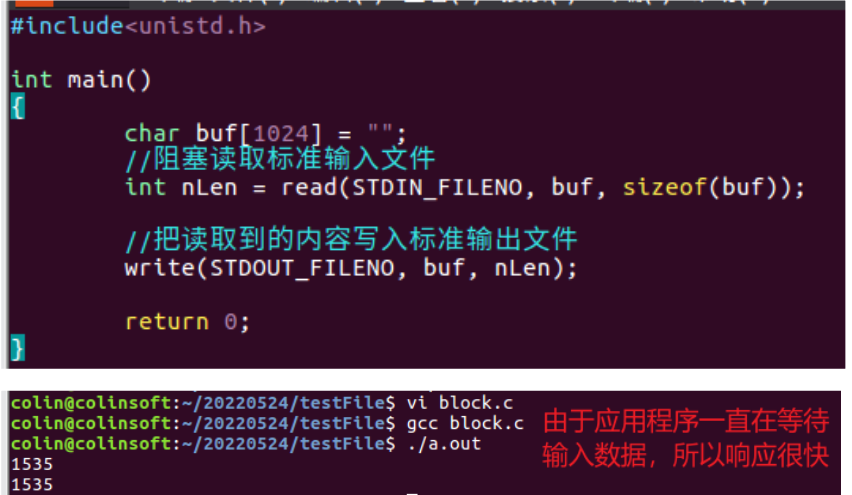 #include<unistd.h>
int main()
{
char buf[1024] = "";
//阻塞读取标准输入文件
int nLen = read(STDIN_FILENO, buf, sizeof(buf));
//把读取到的内容写入标准输出文件
write(STDOUT_FILENO, buf, nLen);
return 0;
}
colin@colinsoft:~/20220524/testFile$ vi block.c
colin@colinsoft:~/20220524/testFile$ gcc block.c
colin@colinsoft:~/20220524/testFile$ ./a.out
1535
1535
由于应用程序一直在等待
输入数据，所以响应很快